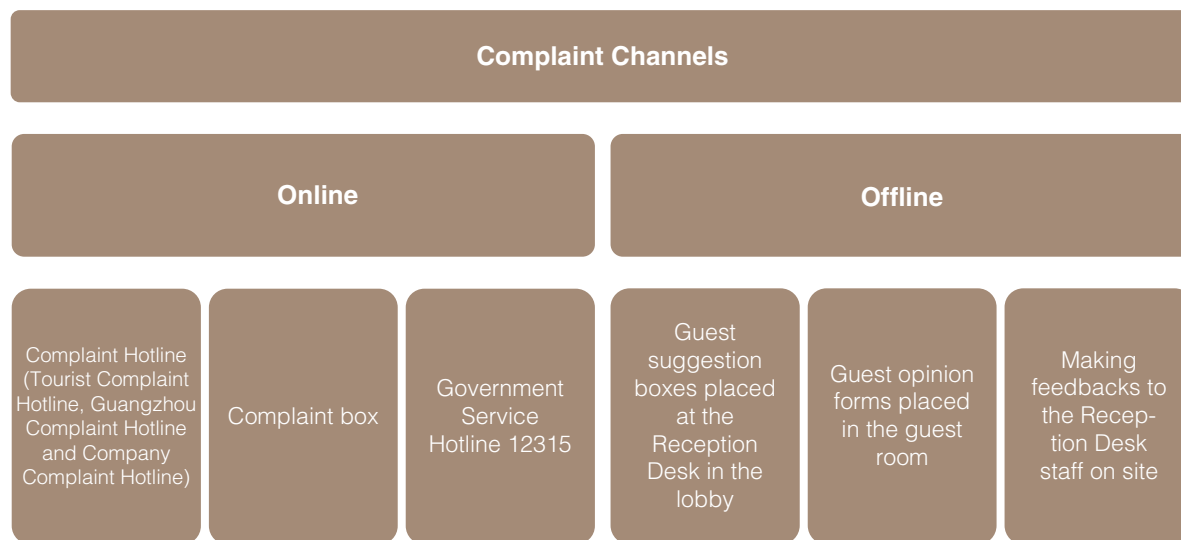 Complaint Channels
Online
Offline
Complaint Hotline
(Tourist Complaint
Hotline, Guangzhou
Complaint Hotline
and Company
Complaint Hotline)
Complaint box
Government
Service
Hotline 12315
Guest
suggestion
boxes placed
at the
Reception
Desk in the
lobby
Guest opinion
forms placed
in the guest
room
Making
feedbacks to
the Recep-
tion Desk
staff on site